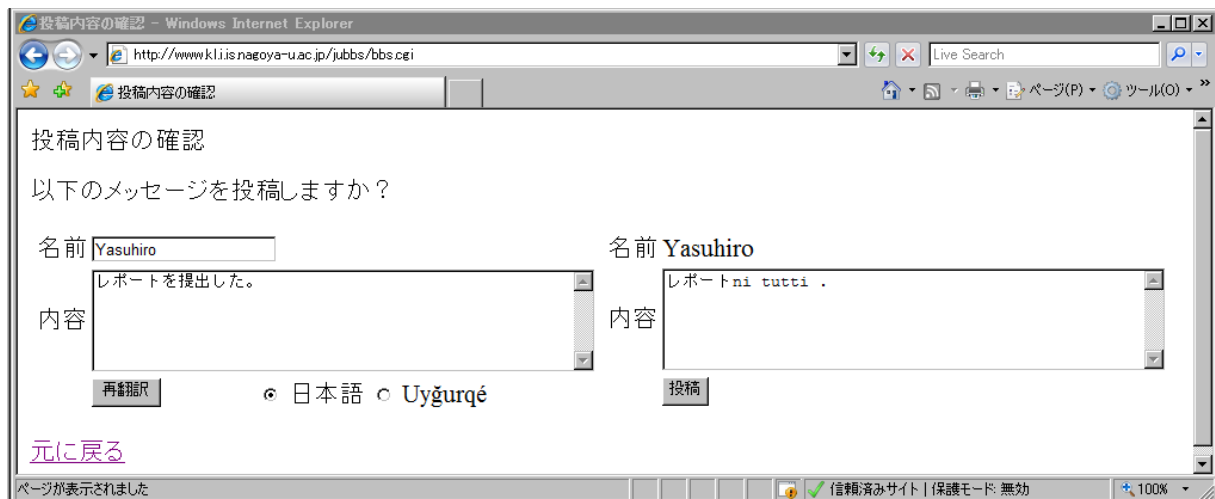 投稿内容の確認 - Windows Internet Explorer
http://www.kl.i.is.nagoya-u.ac.jp/jubbs/bbs.cgi
Live Search
投稿内容の確認
ページ(P)
ツール(O)
投稿内容の確認
以下のメッセージを投稿しますか？
名前 Yasuhiro
名前 Yasuhiro
レポートを提出した。
レポートni tutti .
内容
内容
再翻訳
日本語 Uyğurqé
投稿
元に戻る
ページが表示されました
信頼済みサイト | 保護モード: 無効
100%